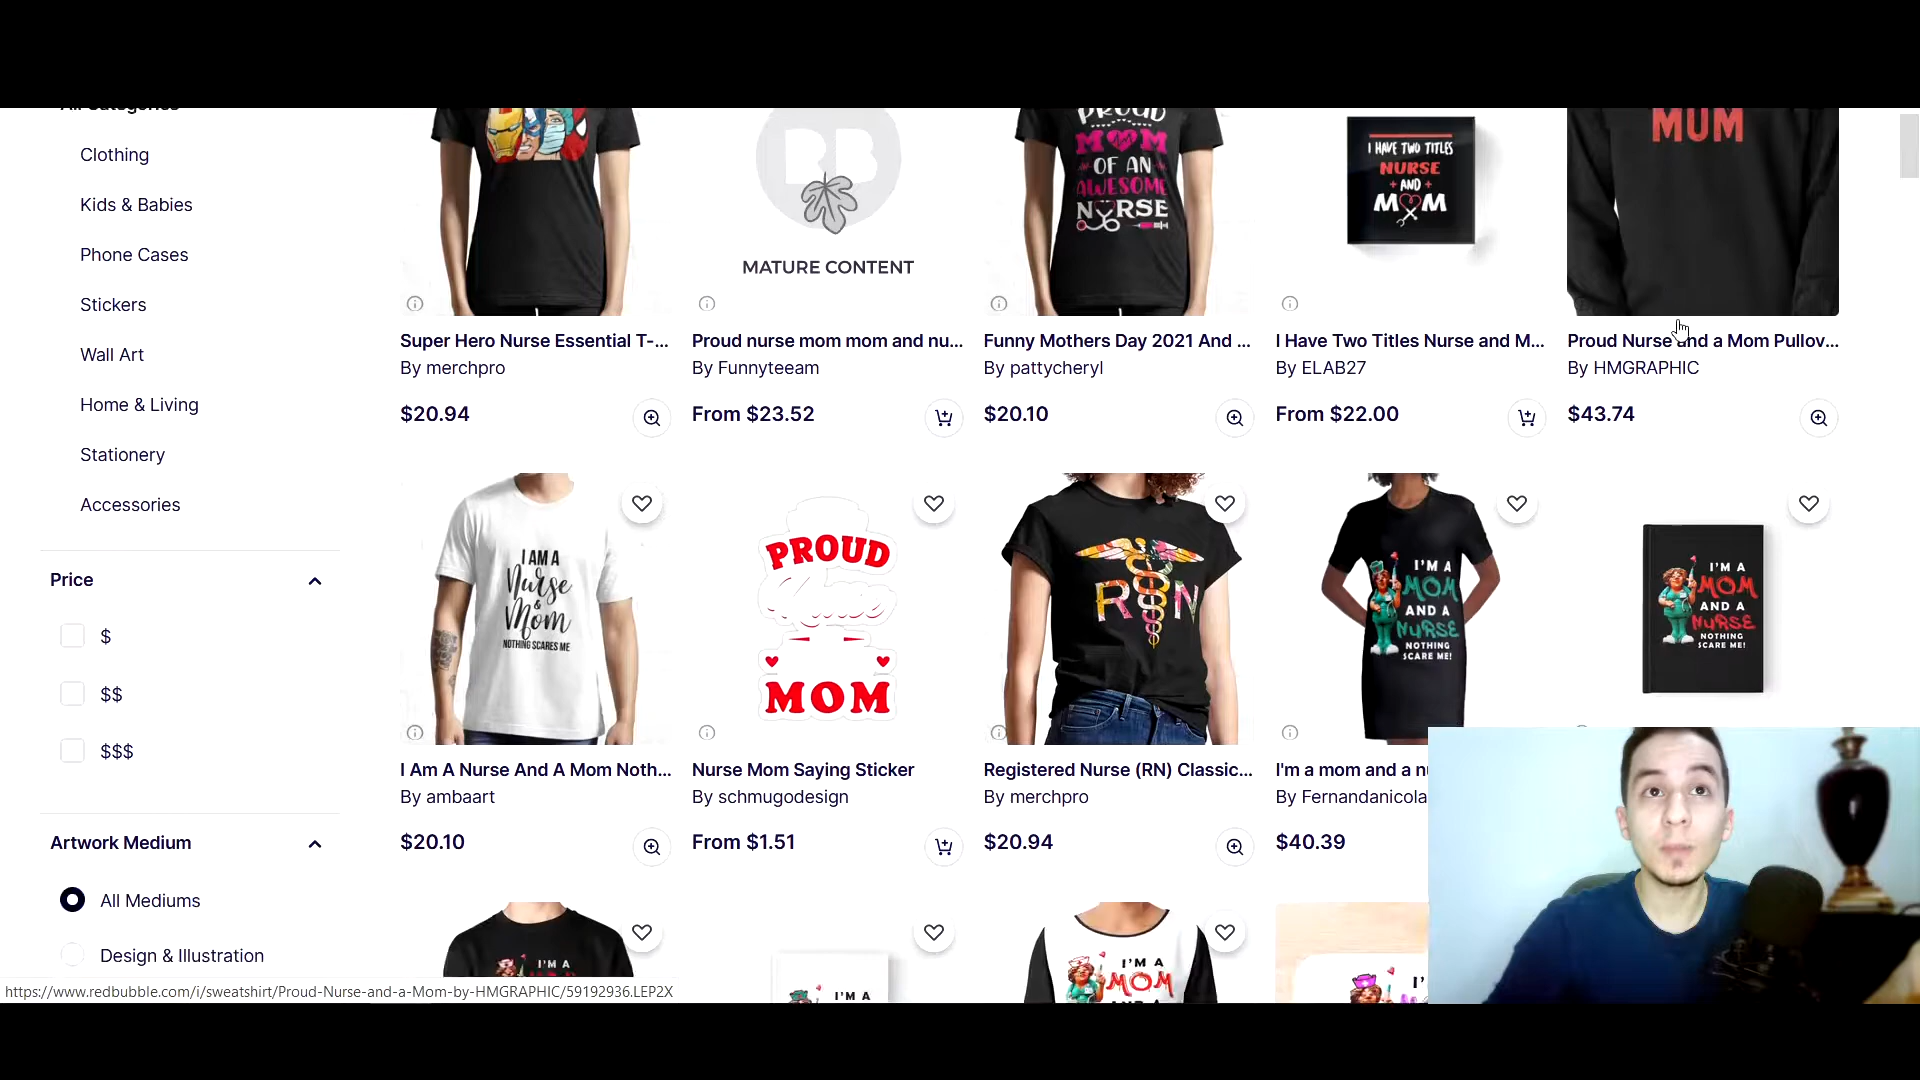 All Categories
Clothing
Kids & Babies
Phone Cases
Stickers
Wall Art
Home & Living
Stationery
Accessories
Price
$
$$
$$$
Artwork Medium
All Mediums
Design & Illustration
RB
MATURE CONTENT
PROUD
MOM
OF AN
AWESOME
NURSE
I HAVE TWO TITLES
NURSE
AND
MOM
MUM
Super Hero Nurse Essential T-...
By merchpro
$20.94
Proud nurse mom mom and nu...
By Funnyteeam
From $23.52
Funny Mothers Day 2021 And ...
By pattycheryl
$20.10
I Have Two Titles Nurse and M...
By ELAB27
From $22.00
Proud Nurse and a Mom Pullov...
By HMGRAPHIC
$43.74
I AM A
Nurse
&
Mom
NOTHING SCARES ME
PROUD
MOM
RN
I'M A
MOM
AND A
NURSE
NOTHING
SCARE ME!
I'M A
MOM
AND A
NURSE
NOTHING
SCARE ME!
I Am A Nurse And A Mom Noth...
By ambaart
$20.10
Nurse Mom Saying Sticker
By schmugodesign
From $1.51
Registered Nurse (RN) Classic...
By merchpro
$20.94
I'm a mom and a nu
By Fernandanicola
$40.39
I'M A
I'M A
I'M A
MOM
https://www.redbubble.com/i/sweatshirt/Proud-Nurse-and-a-Mom-by-HMGRAPHIC/59192936.LEP2X